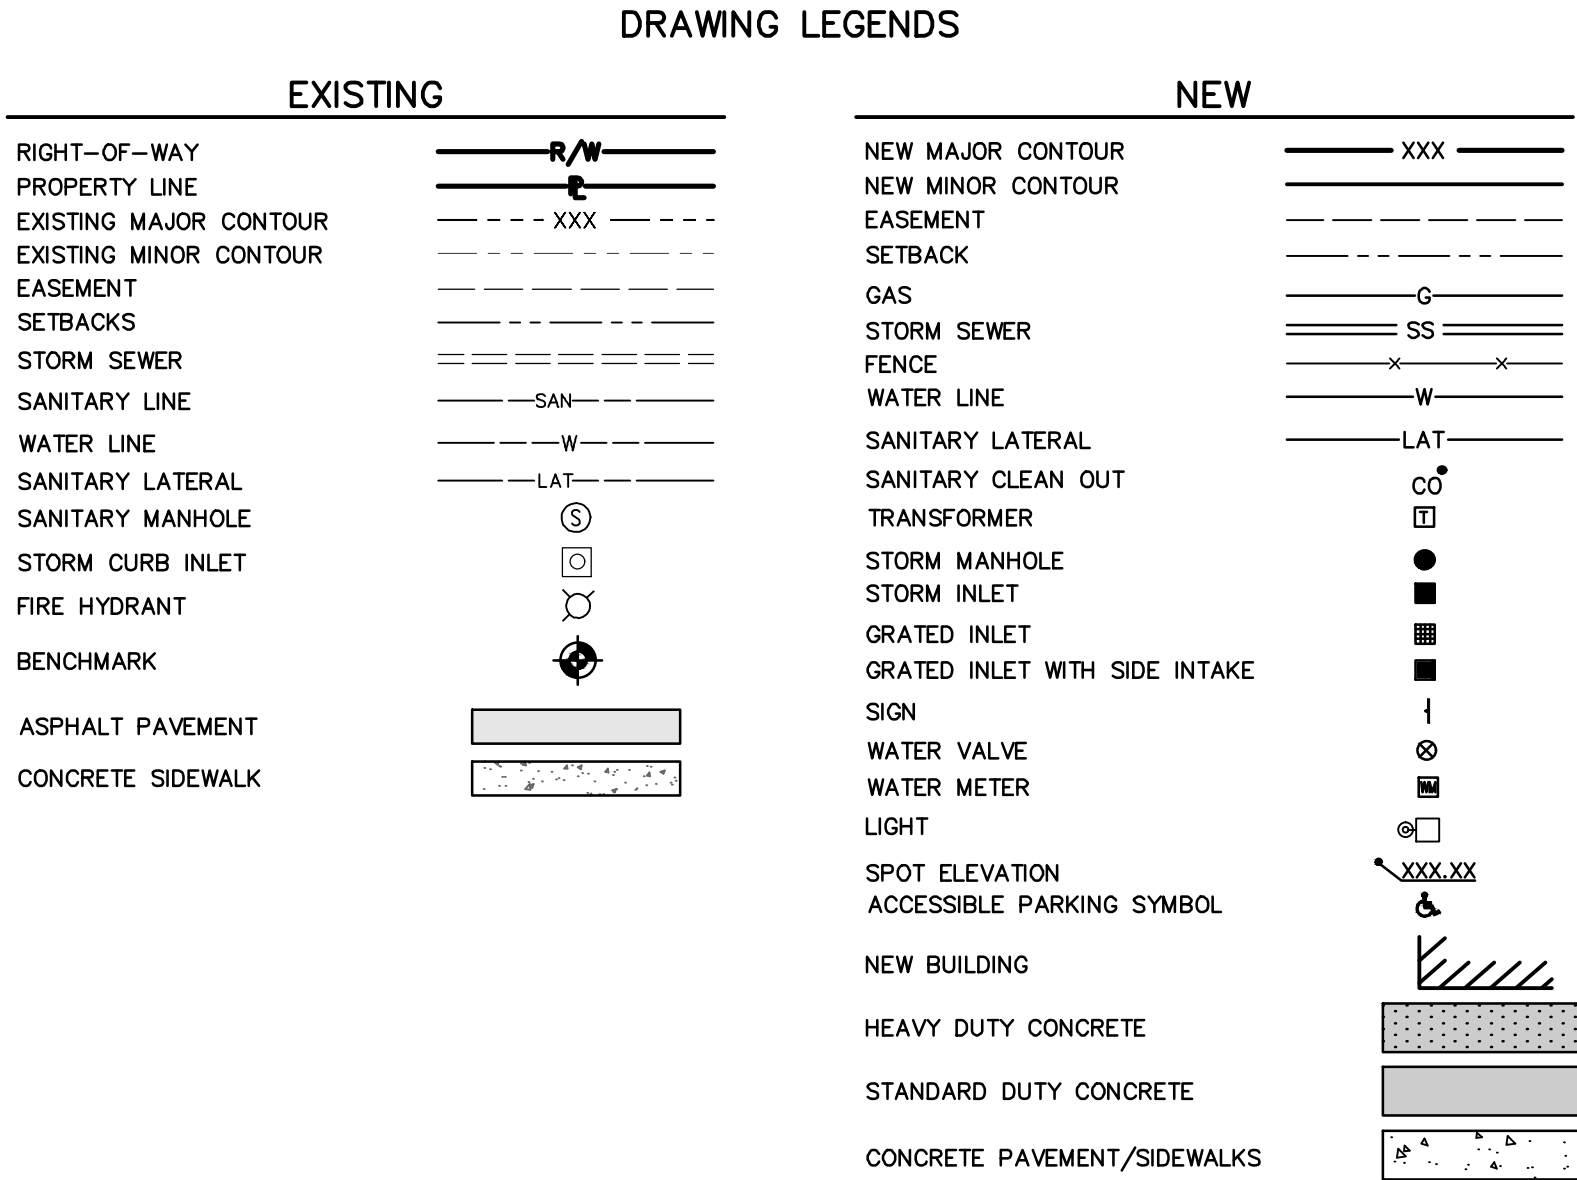 DRAWING LEGENDS
EXISTING
RIGHT-OF-WAY R/W
PROPERTY LINE PL
EXISTING MAJOR CONTOUR XXX
EXISTING MINOR CONTOUR
EASEMENT
SETBACKS
STORM SEWER
SANITARY LINE SAN
WATER LINE W
SANITARY LATERAL LAT
SANITARY MANHOLE S
STORM CURB INLET
FIRE HYDRANT
BENCHMARK
ASPHALT PAVEMENT
CONCRETE SIDEWALK
NEW
NEW MAJOR CONTOUR XXX
NEW MINOR CONTOUR
EASEMENT
SETBACK
GAS G
STORM SEWER SS
FENCE
WATER LINE W
SANITARY LATERAL LAT
SANITARY CLEAN OUT CO
TRANSFORMER T
STORM MANHOLE
STORM INLET
GRATED INLET
GRATED INLET WITH SIDE INTAKE
SIGN
WATER VALVE
WATER METER WM
LIGHT
SPOT ELEVATION XXX.XX
ACCESSIBLE PARKING SYMBOL
NEW BUILDING
HEAVY DUTY CONCRETE
STANDARD DUTY CONCRETE
CONCRETE PAVEMENT/SIDEWALKS